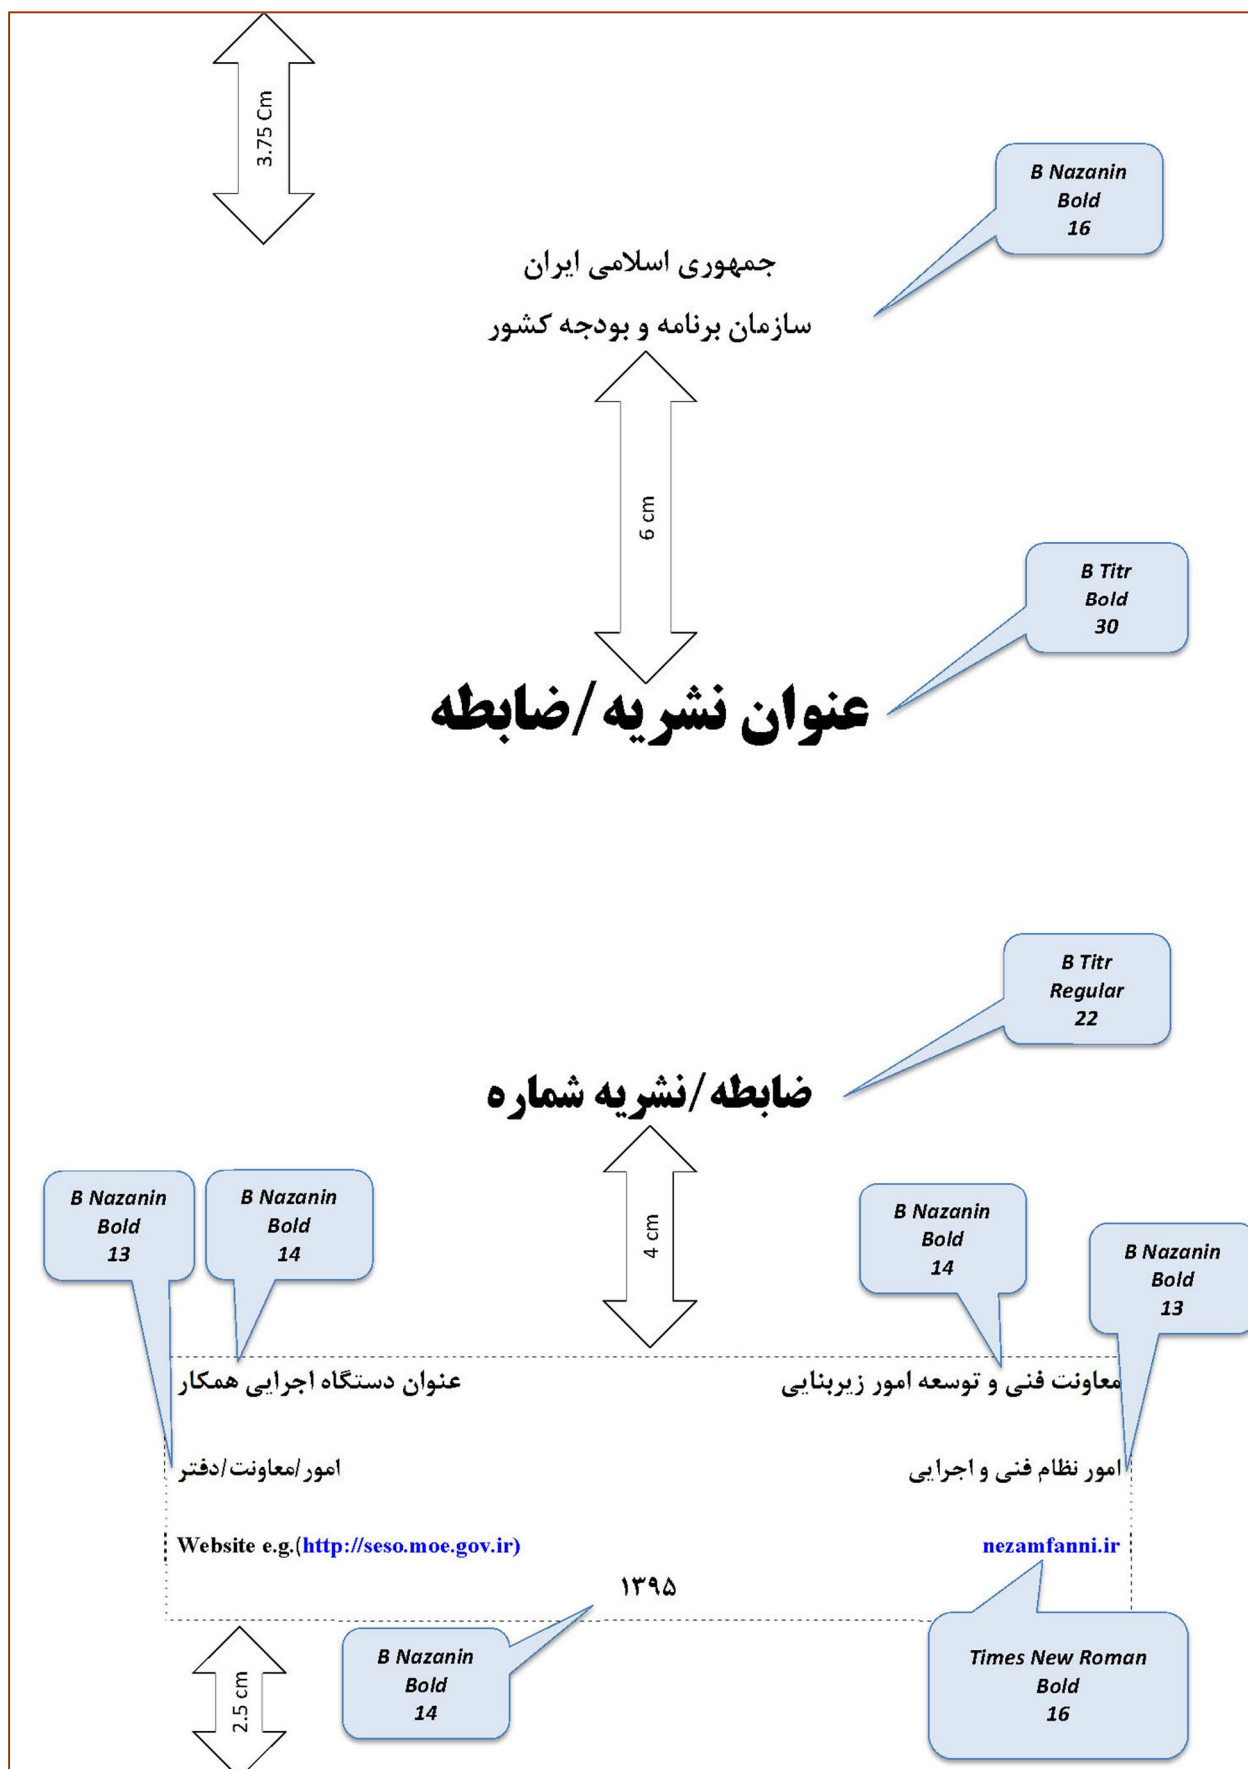 3.75 Cm
B Nazanin
Bold
16
جمهوری اسلامی ایران
سازمان برنامه و بودجه کشور
6 cm
B Titr
Bold
30
عنوان نشریه/ضابطه
B Titr
Regular
22
ضابطه/نشریه شماره
4 cm
B Nazanin
Bold
14
B Nazanin
Bold
13
B Nazanin
Bold
14
B Nazanin
Bold
13
معاونت فنی و توسعه امور زیربنایی
عنوان دستگاه اجرایی همکار
امور نظام فنی و اجرایی
امور/معاونت/دفتر
nezamfanni.ir
Website e.g.(http://seso.moe.gov.ir)
۱۳۹۵
B Nazanin
Bold
14
Times New Roman
Bold
16
2.5 cm